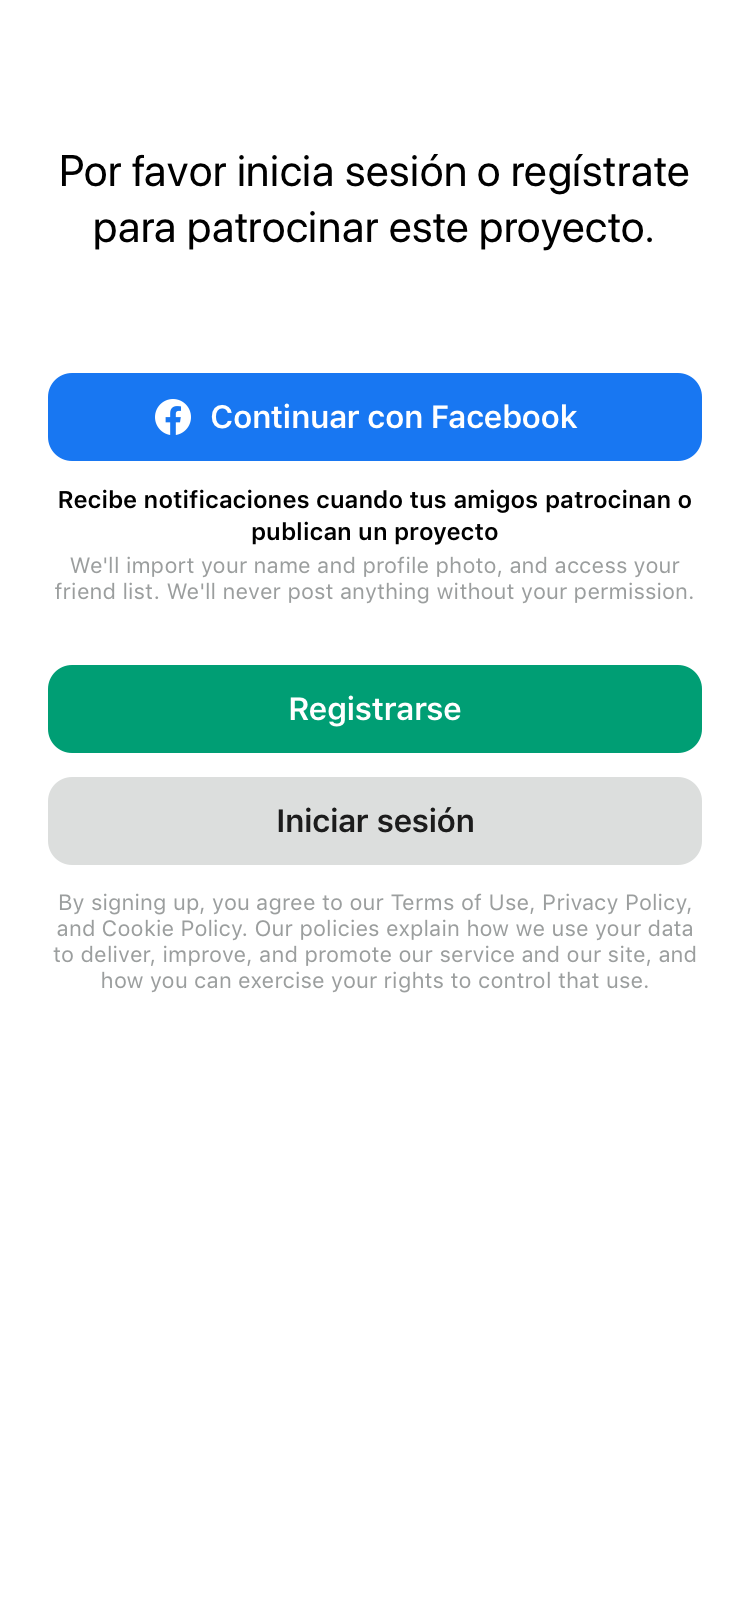 Por favor inicia sesión o regístrate
para patrocinar este proyecto.
Continuar con Facebook
Recibe notificaciones cuando tus amigos patrocinan o
publican un proyecto
We'll import your name and profile photo, and access your
friend list. We'll never post anything without your permission.
Registrarse
Iniciar sesión
By signing up, you agree to our Terms of Use, Privacy Policy,
and Cookie Policy. Our policies explain how we use your data
to deliver, improve, and promote our service and our site, and
how you can exercise your rights to control that use.